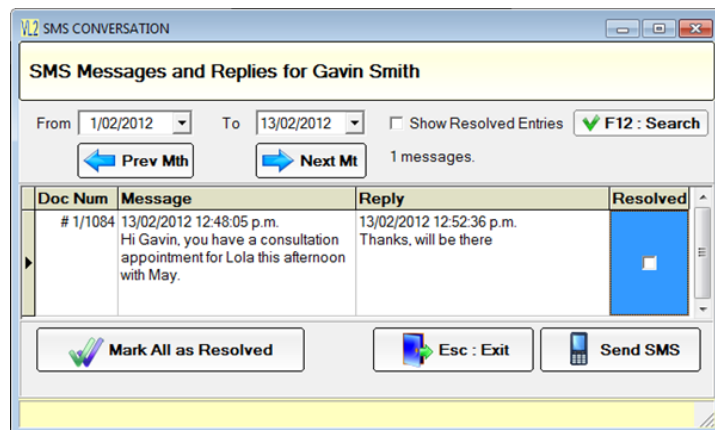 VL2 SMS CONVERSATION
SMS Messages and Replies for Gavin Smith
From 1/02/2012 To 13/02/2012 Show Resolved Entries F12 : Search
Prev Mth Next Mt 1 messages.
Doc Num Message Reply Resolved
# 1/1084 13/02/2012 12:48:05 p.m. 13/02/2012 12:52:36 p.m.
Hi Gavin, you have a consultation Thanks, will be there
appointment for Lola this afternoon
with May.
Mark All as Resolved Esc : Exit Send SMS